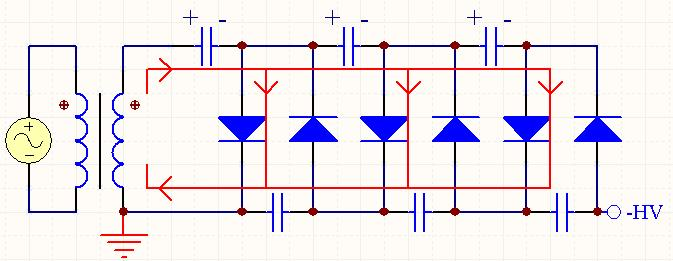 + - + - + -
+
−
-HV